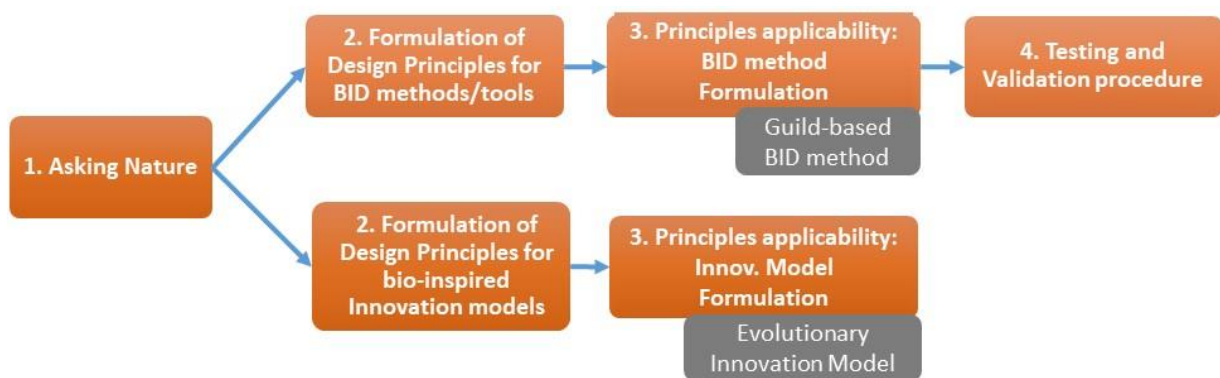 1. Asking Nature
2. Formulation of
Design Principles for
BID methods/tools
3. Principles applicability:
BID method
Formulation
Guild-based
BID method
4. Testing and
Validation procedure
2. Formulation of
Design Principles for
bio-inspired
Innovation models
3. Principles applicability:
Innov. Model
Formulation
Evolutionary
Innovation Model